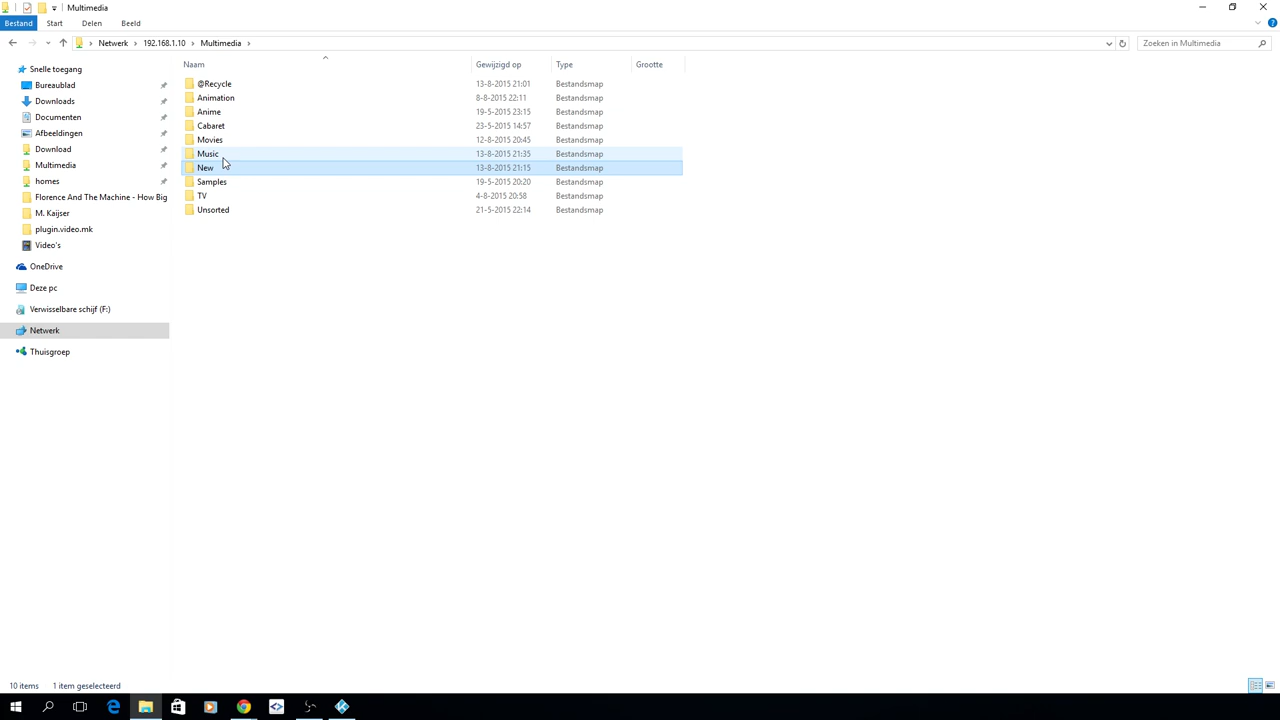 Multimedia
Bestand Start Delen Beeld
Netwerk 192.168.1.10 Multimedia Zoeken in Multimedia
Naam Gewijzigd op Type Grootte
Snelle toegang
Bureaublad
Downloads
Documenten
Afbeeldingen
Download
Multimedia
homes
Florence And The Machine - How Big
M. Kaijser
plugin.video.mk
Video's
OneDrive
Deze pc
Verwisselbare schijf (F:)
Netwerk
Thuisgroep
@Recycle 13-8-2015 21:01 Bestandsmap
Animation 8-8-2015 22:11 Bestandsmap
Anime 19-5-2015 23:15 Bestandsmap
Cabaret 23-5-2015 14:57 Bestandsmap
Movies 12-8-2015 20:45 Bestandsmap
Music 13-8-2015 21:35 Bestandsmap
New 13-8-2015 21:15 Bestandsmap
Samples 19-5-2015 20:20 Bestandsmap
TV 4-8-2015 20:58 Bestandsmap
Unsorted 21-5-2015 22:14 Bestandsmap
10 items 1 item geselecteerd